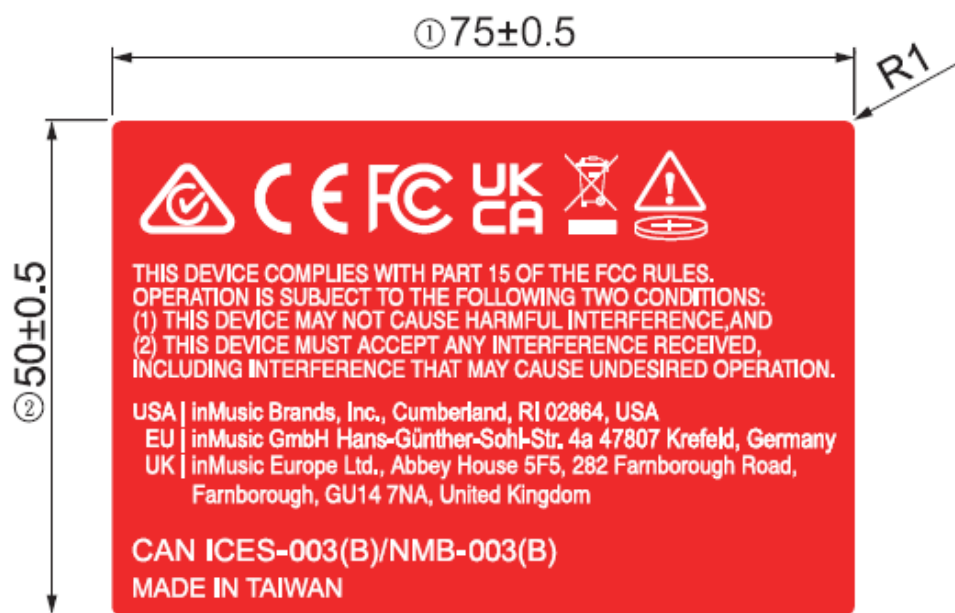 ①75±0.5
R1
②50±0.5
CE FC UK CA
THIS DEVICE COMPLIES WITH PART 15 OF THE FCC RULES.
OPERATION IS SUBJECT TO THE FOLLOWING TWO CONDITIONS:
(1) THIS DEVICE MAY NOT CAUSE HARMFUL INTERFERENCE,AND
(2) THIS DEVICE MUST ACCEPT ANY INTERFERENCE RECEIVED,
INCLUDING INTERFERENCE THAT MAY CAUSE UNDESIRED OPERATION.
USA | inMusic Brands, Inc., Cumberland, RI 02864, USA
EU | inMusic GmbH Hans-Günther-Sohl-Str. 4a 47807 Krefeld, Germany
UK | inMusic Europe Ltd., Abbey House 5F5, 282 Farnborough Road,
Farnborough, GU14 7NA, United Kingdom
CAN ICES-003(B)/NMB-003(B)
MADE IN TAIWAN